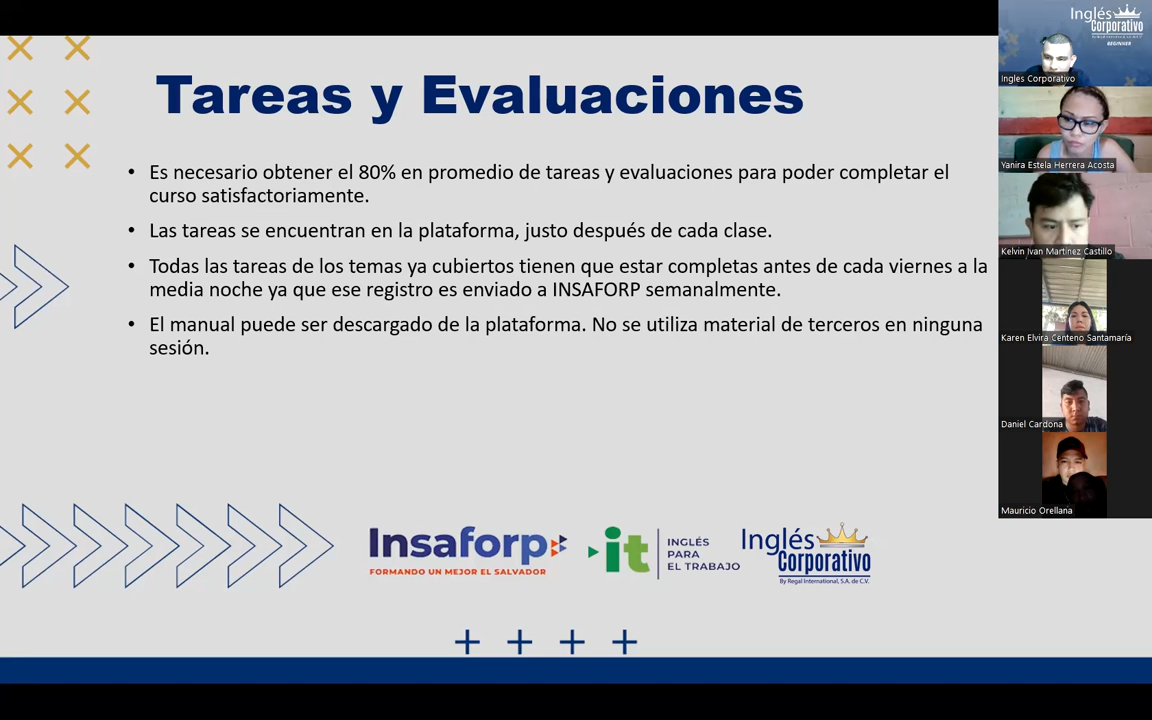 Tareas y Evaluaciones
• Es necesario obtener el 80% en promedio de tareas y evaluaciones para poder completar el
curso satisfactoriamente.
• Las tareas se encuentran en la plataforma, justo después de cada clase.
• Todas las tareas de los temas ya cubiertos tienen que estar completas antes de cada viernes a la
media noche ya que ese registro es enviado a INSAFORP semanalmente.
• El manual puede ser descargado de la plataforma. No se utiliza material de terceros en ninguna
sesión.
Insaforp
FORMANDO UN MEJOR EL SALVADOR
it
INGLÉS
PARA
EL TRABAJO
Inglés
Corporativo
By Regal International, S.A. de C.V.
Inglés
Corporativo
BEGINNER
Ingles Corporativo
Yanira Estela Herrera Acosta
Kelvin Ivan Martinez Castillo
Karen Elvira Centeno Santamaría
Daniel Cardona
Mauricio Orellana